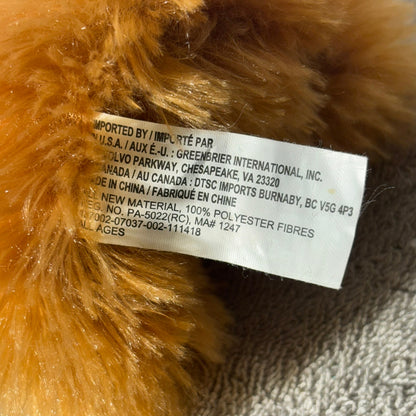 IMPORTED BY / IMPORTÉ PAR
U.S.A. / AUX É.-U. : GREENBRIER INTERNATIONAL, INC.
VOLVO PARKWAY, CHESAPEAKE, VA 23320
CANADA / AU CANADA : DTSC IMPORTS BURNABY, BC V5G 4P3
MADE IN CHINA / FABRIQUÉ EN CHINE
NEW MATERIAL, 100% POLYESTER FIBRES
REG. NO. PA-5022(RC), MA# 1247
7002-07037-002-111418
ALL AGES